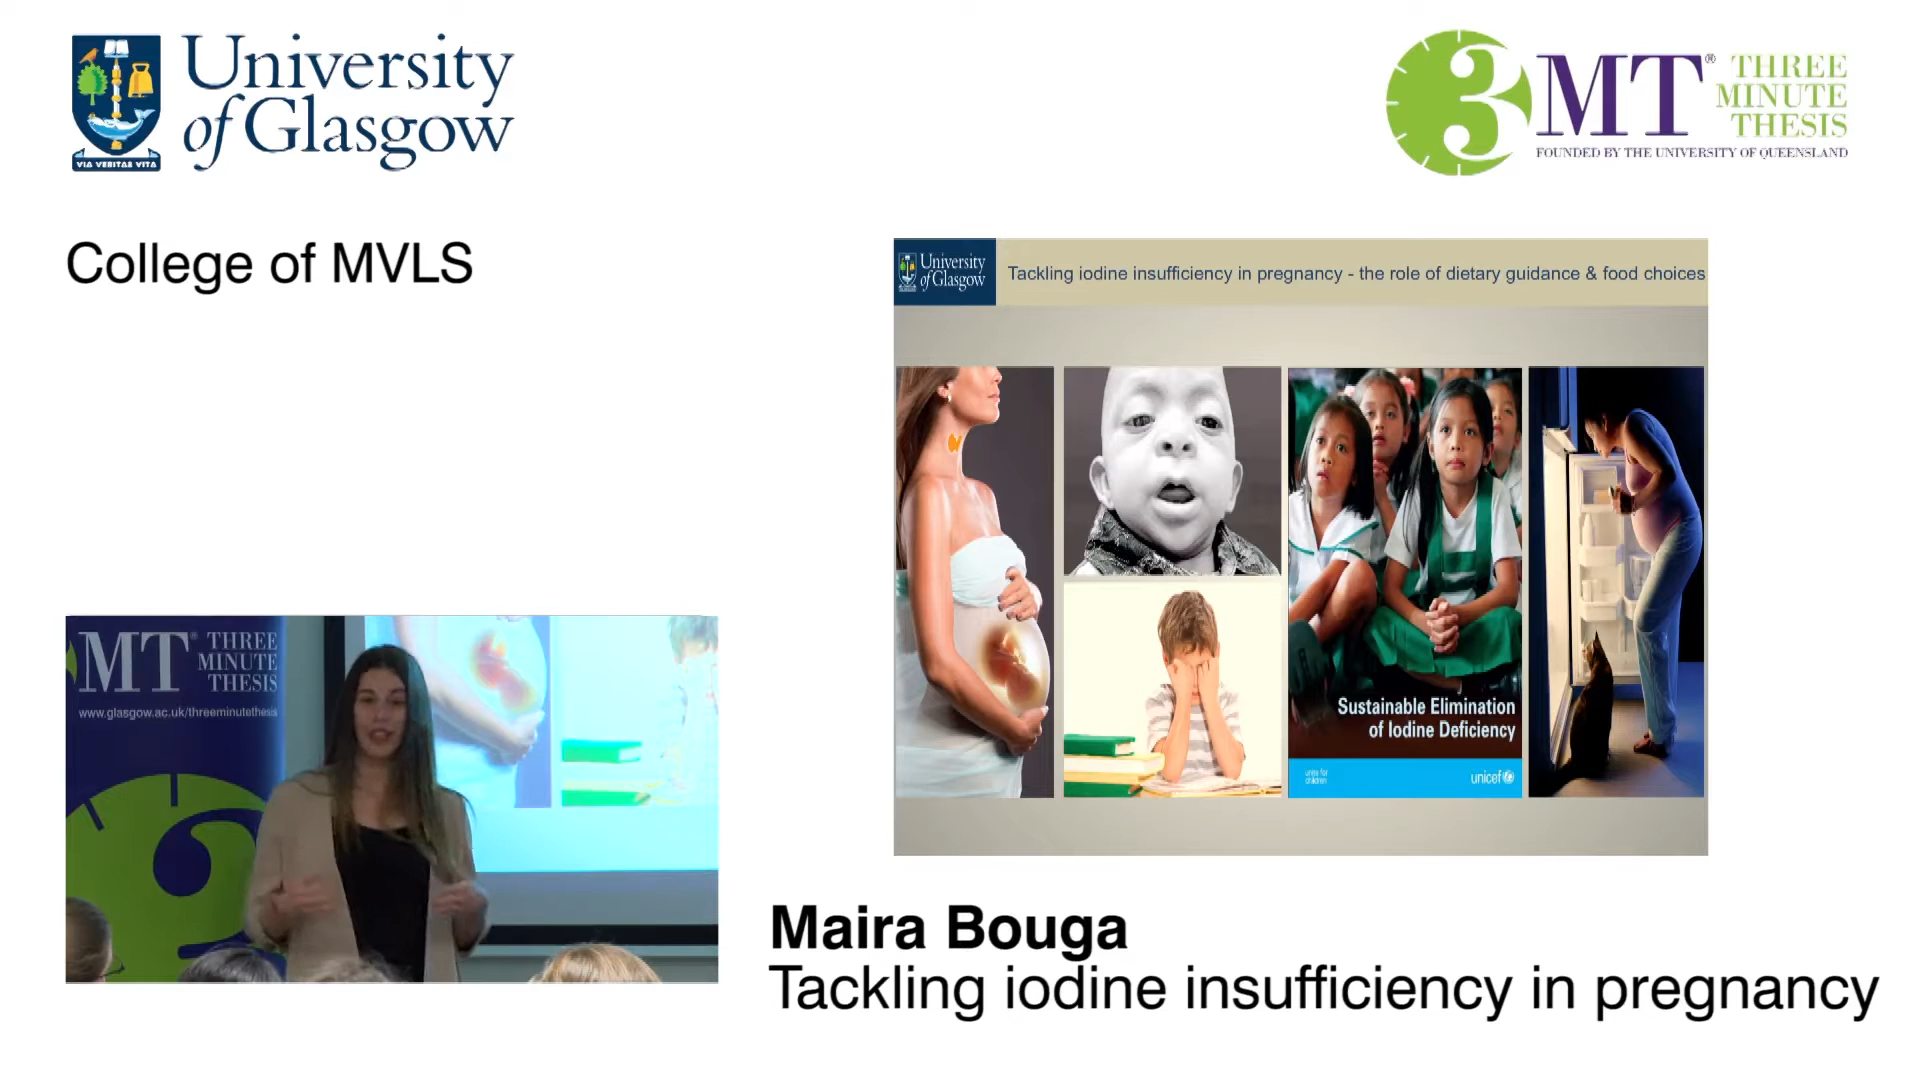 VIA VERITAS VITA
University
of Glasgow
3MT® THREE
MINUTE
THESIS
FOUNDED BY THE UNIVERSITY OF QUEENSLAND
College of MVLS
University
of Glasgow
Tackling iodine insufficiency in pregnancy - the role of dietary guidance & food choices
Sustainable Elimination
of Iodine Deficiency
unite for
children
unicef
MT® THREE
MINUTE
THESIS
www.glasgow.ac.uk/threeminutethesis
Maira Bouga
Tackling iodine insufficiency in pregnancy